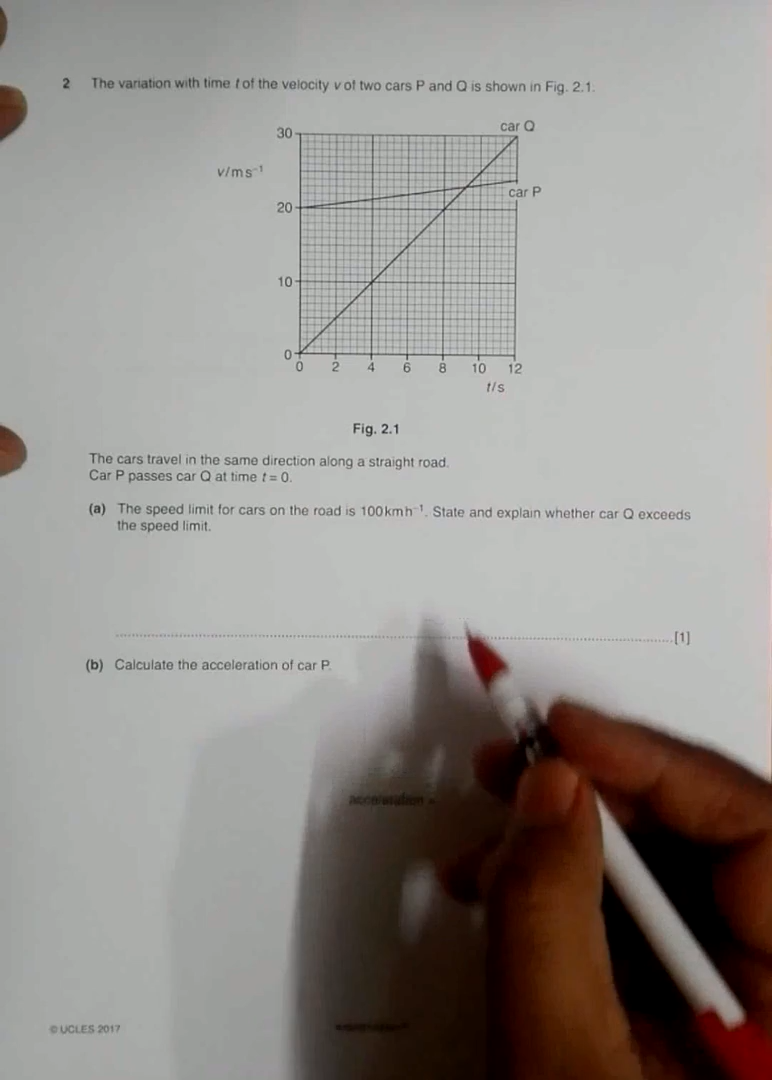 2 The variation with time t of the velocity v of two cars P and Q is shown in Fig. 2.1.
car Q
30
v/ms⁻¹
car P
20
10
0
0 2 4 6 8 10 12
t/s
Fig. 2.1
The cars travel in the same direction along a straight road.
Car P passes car Q at time t = 0.
(a) The speed limit for cars on the road is 100kmh⁻¹. State and explain whether car Q exceeds
the speed limit.
[1]
(b) Calculate the acceleration of car P.
acceleration =
© UCLES 2017